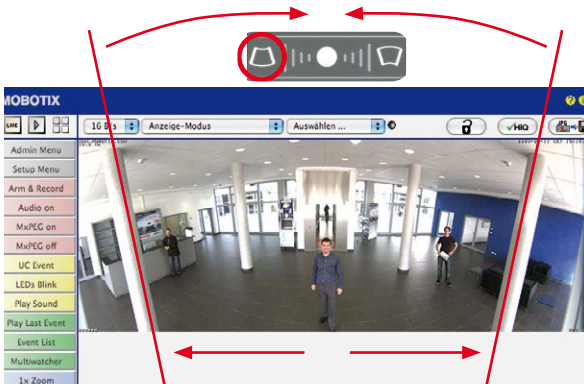 MOBOTIX
LIVE
16 B/s
Anzeige-Modus
Auswählen ...
HIQ
Admin Menu
Setup Menu
Arm & Record
Audio on
MxPEG on
MxPEG off
UC Event
LEDs Blink
Play Sound
Play Last Event
Event List
Multiwatcher
1x Zoom